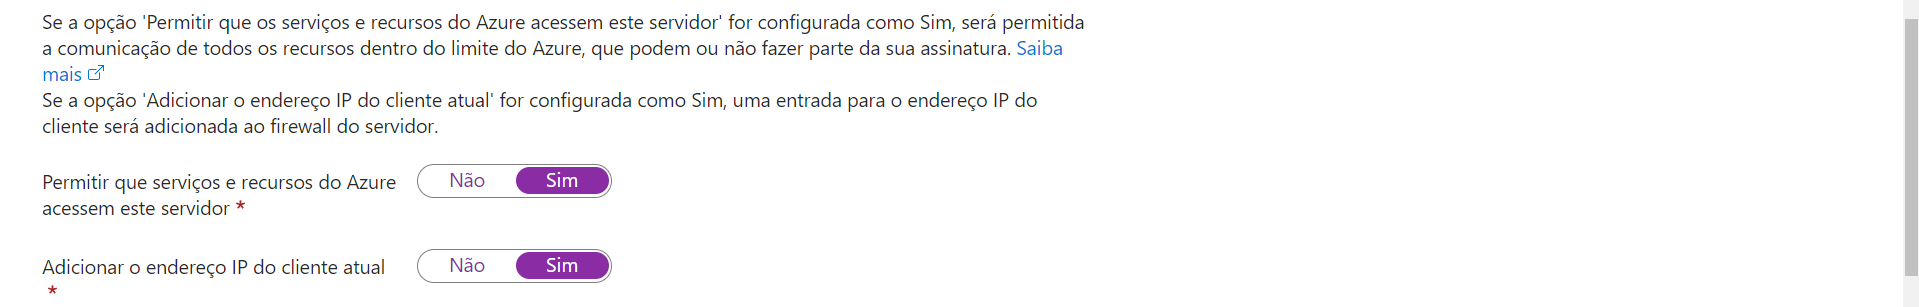 Se a opção 'Permitir que os serviços e recursos do Azure acessem este servidor' for configurada como Sim, será permitida
a comunicação de todos os recursos dentro do limite do Azure, que podem ou não fazer parte da sua assinatura. Saiba
mais
Se a opção 'Adicionar o endereço IP do cliente atual' for configurada como Sim, uma entrada para o endereço IP do
cliente será adicionada ao firewall do servidor.
Permitir que serviços e recursos do Azure
acessem este servidor *
Não Sim
Adicionar o endereço IP do cliente atual
*
Não Sim